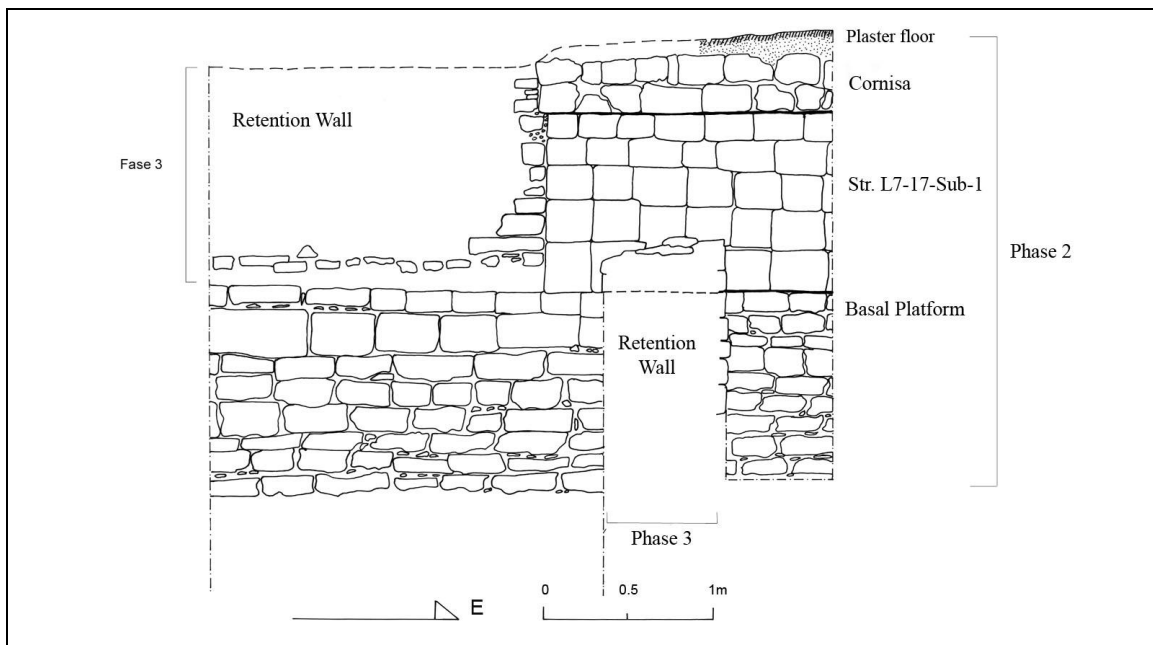 Plaster floor
Cornisa
Retention Wall
Fase 3
Str. L7-17-Sub-1
Phase 2
Basal Platform
Retention
Wall
Phase 3
0 0.5 1m
E